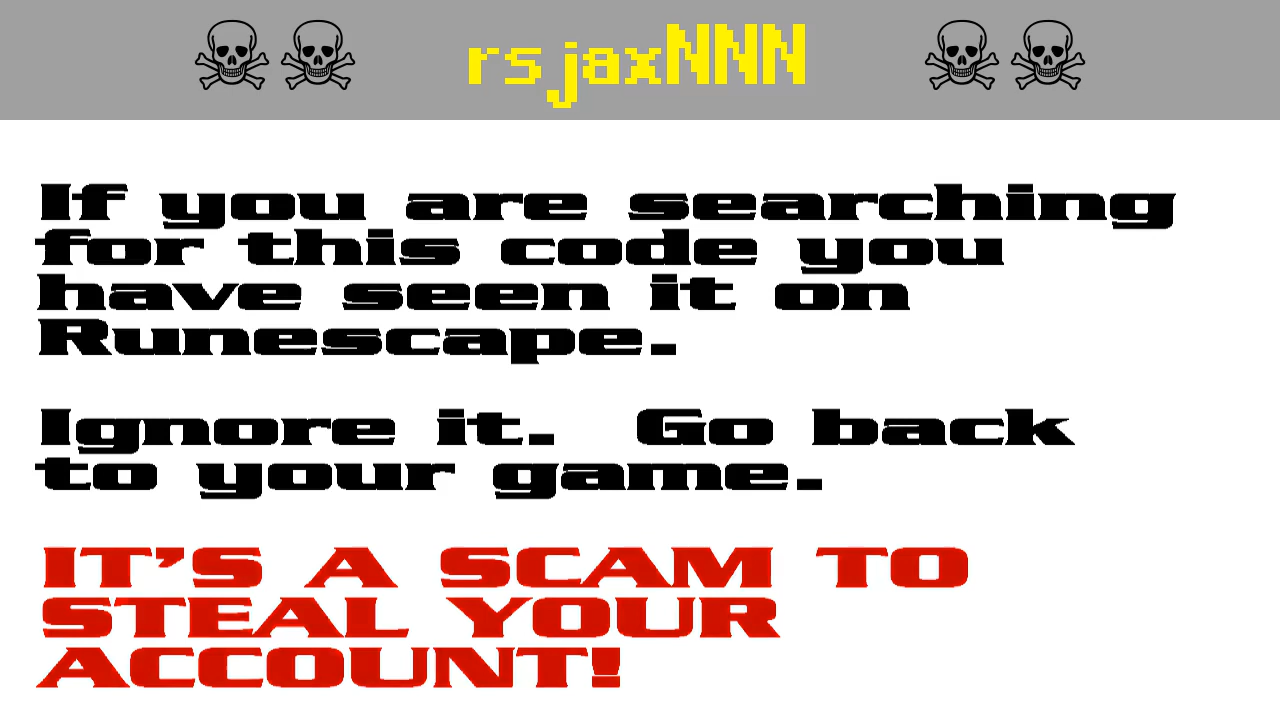 rsjaxNNN
If you are searching
for this code you
have seen it on
Runescape.
Ignore it. Go back
to your game.
IT'S A SCAM TO
STEAL YOUR
ACCOUNT!